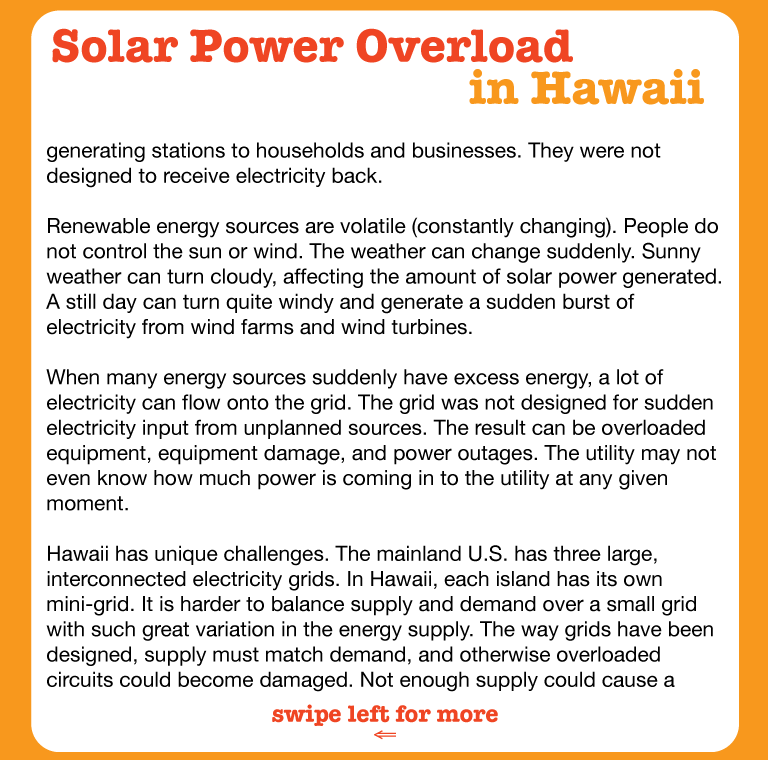 Solar Power Overload
in Hawaii
generating stations to households and businesses. They were not
designed to receive electricity back.
Renewable energy sources are volatile (constantly changing). People do
not control the sun or wind. The weather can change suddenly. Sunny
weather can turn cloudy, affecting the amount of solar power generated.
A still day can turn quite windy and generate a sudden burst of
electricity from wind farms and wind turbines.
When many energy sources suddenly have excess energy, a lot of
electricity can flow onto the grid. The grid was not designed for sudden
electricity input from unplanned sources. The result can be overloaded
equipment, equipment damage, and power outages. The utility may not
even know how much power is coming in to the utility at any given
moment.
Hawaii has unique challenges. The mainland U.S. has three large,
interconnected electricity grids. In Hawaii, each island has its own
mini-grid. It is harder to balance supply and demand over a small grid
with such great variation in the energy supply. The way grids have been
designed, supply must match demand, and otherwise overloaded
circuits could become damaged. Not enough supply could cause a
swipe left for more
⇐